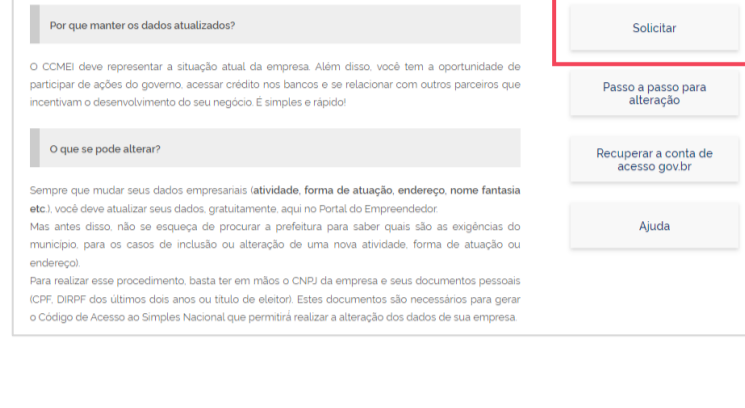 Por que manter os dados atualizados?
O CCMEI deve representar a situação atual da empresa. Além disso, você tem a oportunidade de
participar de ações do governo, acessar crédito nos bancos e se relacionar com outros parceiros que
incentivam o desenvolvimento do seu negócio. É simples e rápido!
O que se pode alterar?
Sempre que mudar seus dados empresariais (atividade, forma de atuação, endereço, nome fantasia
etc.), você deve atualizar seus dados, gratuitamente, aqui no Portal do Empreendedor.
Mas antes disso, não se esqueça de procurar a prefeitura para saber quais são as exigências do
município, para os casos de inclusão ou alteração de uma nova atividade, forma de atuação ou
endereço).
Para realizar esse procedimento, basta ter em mãos o CNPJ da empresa e seus documentos pessoais
(CPF, DIRPF dos últimos dois anos ou título de eleitor). Estes documentos são necessários para gerar
o Código de Acesso ao Simples Nacional que permitirá realizar a alteração dos dados de sua empresa.
Solicitar
Passo a passo para
alteração
Recuperar a conta de
acesso gov.br
Ajuda